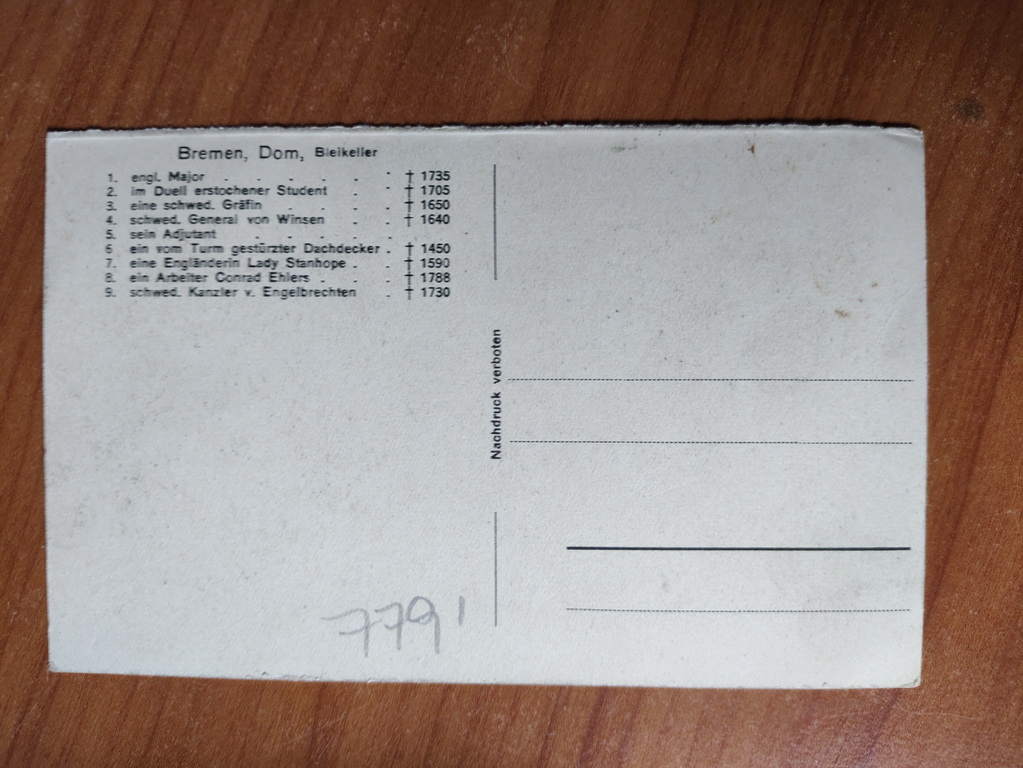 Bremen, Dom, Bleikeller
1. engl. Major . . . . . . † 1735
2. im Duell erstochener Student . . † 1705
3. eine schwed. Gräfin . . . . † 1650
4. schwed. General von Winsen . . † 1640
5. sein Adjutant . . . . . .
6. ein vom Turm gestürzter Dachdecker . † 1450
7. eine Engländerin Lady Stanhope . . † 1590
8. ein Arbeiter Conrad Ehlers . . . † 1788
9. schwed. Kanzler v. Engelbrechten . † 1730
Nachdruck verboten
779'